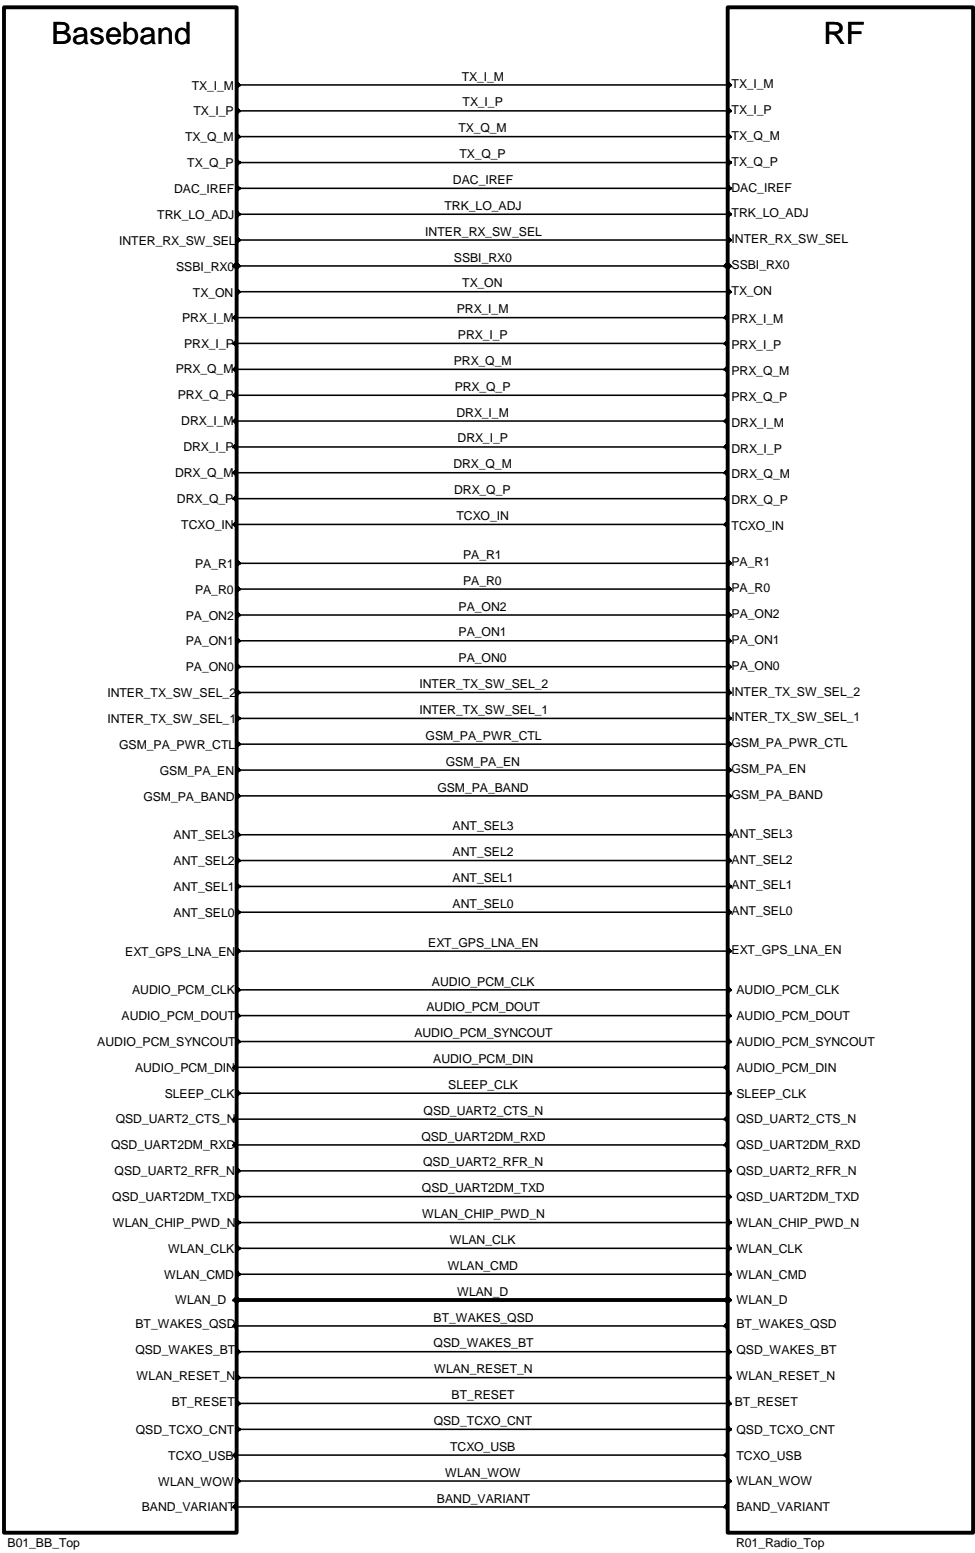 Baseband RF
TX_I_M TX_I_M TX_I_M
TX_I_P TX_I_P TX_I_P
TX_Q_M TX_Q_M TX_Q_M
TX_Q_P TX_Q_P TX_Q_P
DAC_IREF DAC_IREF DAC_IREF
TRK_LO_ADJ TRK_LO_ADJ TRK_LO_ADJ
INTER_RX_SW_SEL INTER_RX_SW_SEL INTER_RX_SW_SEL
SSBI_RX0 SSBI_RX0 SSBI_RX0
TX_ON TX_ON TX_ON
PRX_I_M PRX_I_M PRX_I_M
PRX_I_P PRX_I_P PRX_I_P
PRX_Q_M PRX_Q_M PRX_Q_M
PRX_Q_P PRX_Q_P PRX_Q_P
DRX_I_M DRX_I_M DRX_I_M
DRX_I_P DRX_I_P DRX_I_P
DRX_Q_M DRX_Q_M DRX_Q_M
DRX_Q_P DRX_Q_P DRX_Q_P
TCXO_IN TCXO_IN TCXO_IN
PA_R1 PA_R1 PA_R1
PA_R0 PA_R0 PA_R0
PA_ON2 PA_ON2 PA_ON2
PA_ON1 PA_ON1 PA_ON1
PA_ON0 PA_ON0 PA_ON0
INTER_TX_SW_SEL_2 INTER_TX_SW_SEL_2 INTER_TX_SW_SEL_2
INTER_TX_SW_SEL_1 INTER_TX_SW_SEL_1 INTER_TX_SW_SEL_1
GSM_PA_PWR_CTL GSM_PA_PWR_CTL GSM_PA_PWR_CTL
GSM_PA_EN GSM_PA_EN GSM_PA_EN
GSM_PA_BAND GSM_PA_BAND GSM_PA_BAND
ANT_SEL3 ANT_SEL3 ANT_SEL3
ANT_SEL2 ANT_SEL2 ANT_SEL2
ANT_SEL1 ANT_SEL1 ANT_SEL1
ANT_SEL0 ANT_SEL0 ANT_SEL0
EXT_GPS_LNA_EN EXT_GPS_LNA_EN EXT_GPS_LNA_EN
AUDIO_PCM_CLK AUDIO_PCM_CLK AUDIO_PCM_CLK
AUDIO_PCM_DOUT AUDIO_PCM_DOUT AUDIO_PCM_DOUT
AUDIO_PCM_SYNCOUT AUDIO_PCM_SYNCOUT AUDIO_PCM_SYNCOUT
AUDIO_PCM_DIN AUDIO_PCM_DIN AUDIO_PCM_DIN
SLEEP_CLK SLEEP_CLK SLEEP_CLK
QSD_UART2_CTS_N QSD_UART2_CTS_N QSD_UART2_CTS_N
QSD_UART2DM_RXD QSD_UART2DM_RXD QSD_UART2DM_RXD
QSD_UART2_RFR_N QSD_UART2_RFR_N QSD_UART2_RFR_N
QSD_UART2DM_TXD QSD_UART2DM_TXD QSD_UART2DM_TXD
WLAN_CHIP_PWD_N WLAN_CHIP_PWD_N WLAN_CHIP_PWD_N
WLAN_CLK WLAN_CLK WLAN_CLK
WLAN_CMD WLAN_CMD WLAN_CMD
WLAN_D WLAN_D WLAN_D
BT_WAKES_QSD BT_WAKES_QSD BT_WAKES_QSD
QSD_WAKES_BT QSD_WAKES_BT QSD_WAKES_BT
WLAN_RESET_N WLAN_RESET_N WLAN_RESET_N
BT_RESET BT_RESET BT_RESET
QSD_TCXO_CNT QSD_TCXO_CNT QSD_TCXO_CNT
TCXO_USB TCXO_USB TCXO_USB
WLAN_WOW WLAN_WOW WLAN_WOW
BAND_VARIANT BAND_VARIANT BAND_VARIANT
B01_BB_Top R01_Radio_Top